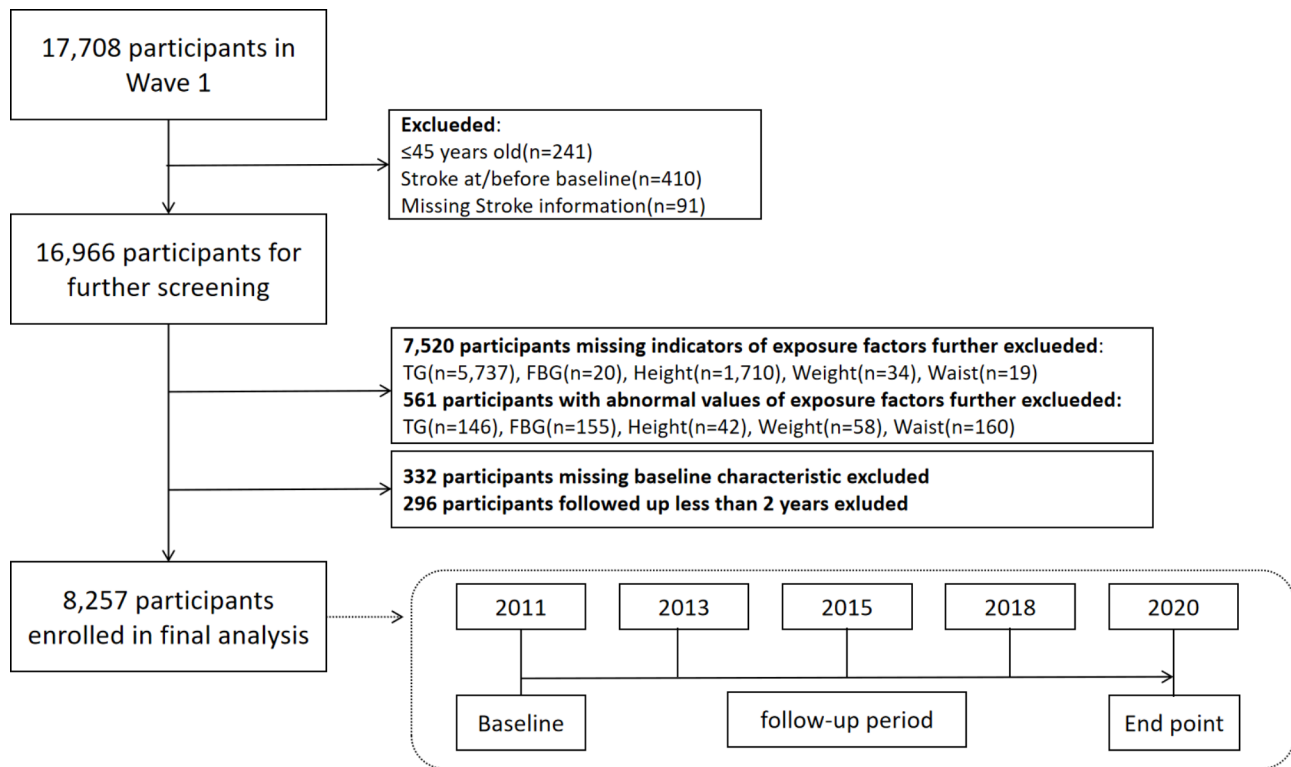 17,708 participants in
Wave 1
Exclueded:
≤45 years old(n=241)
Stroke at/before baseline(n=410)
Missing Stroke information(n=91)
16,966 participants for
further screening
7,520 participants missing indicators of exposure factors further exclueded:
TG(n=5,737), FBG(n=20), Height(n=1,710), Weight(n=34), Waist(n=19)
561 participants with abnormal values of exposure factors further exclueded:
TG(n=146), FBG(n=155), Height(n=42), Weight(n=58), Waist(n=160)
332 participants missing baseline characteristic excluded
296 participants followed up less than 2 years exluded
8,257 participants
enrolled in final analysis
2011
2013
2015
2018
2020
Baseline
follow-up period
End point